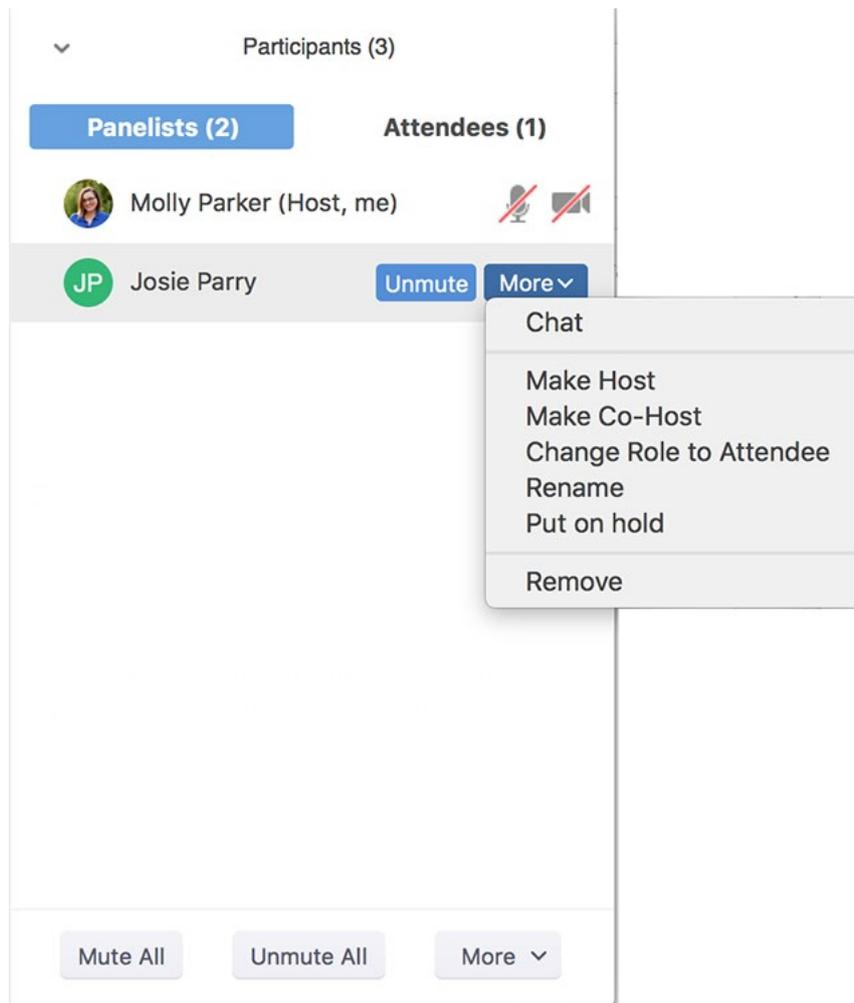 Participants (3)
Panelists (2) Attendees (1)
Molly Parker (Host, me)
JP Josie Parry Unmute More
Chat
Make Host
Make Co-Host
Change Role to Attendee
Rename
Put on hold
Remove
Mute All Unmute All More